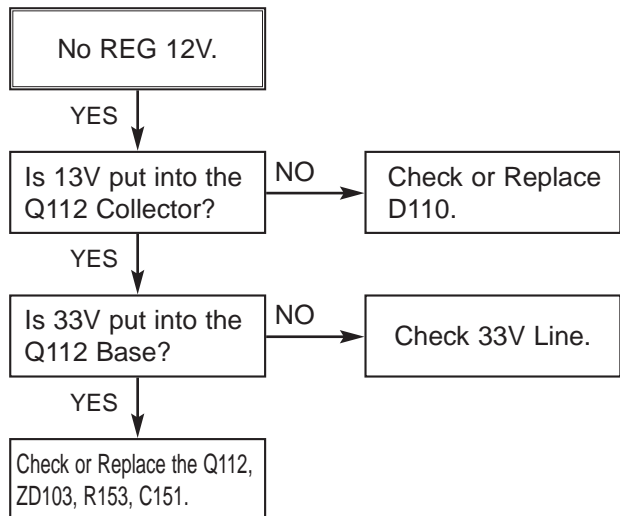 No REG 12V.
YES
Is 13V put into the
Q112 Collector?
NO
Check or Replace
D110.
YES
Is 33V put into the
Q112 Base?
NO
Check 33V Line.
YES
Check or Replace the Q112,
ZD103, R153, C151.